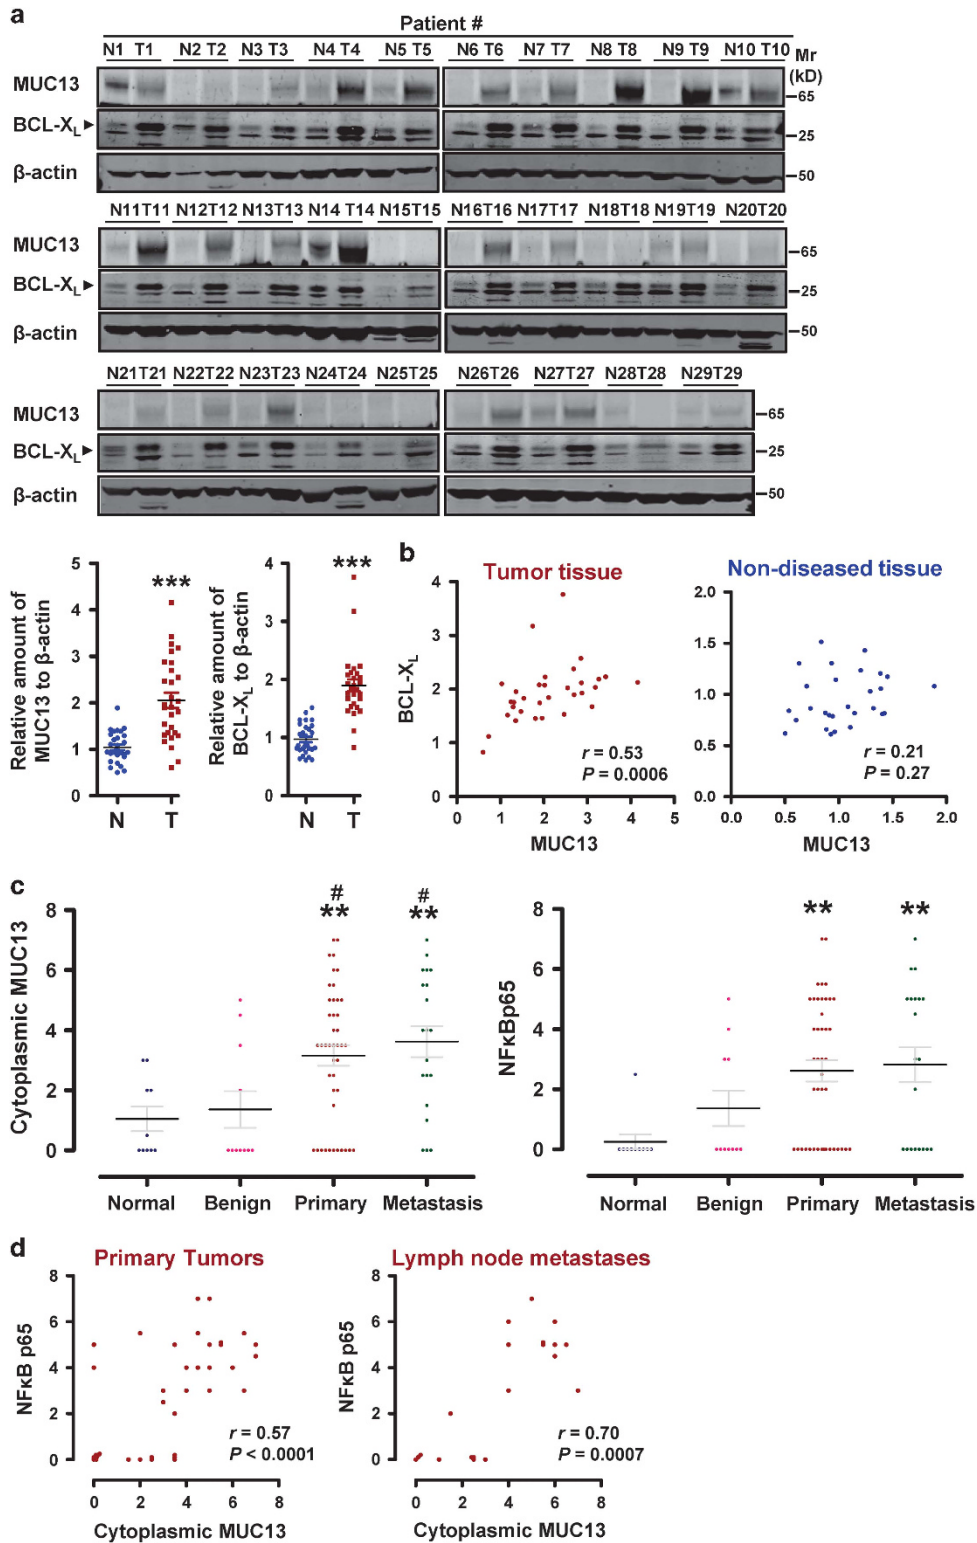 a
Patient #
N1 T1 N2 T2 N3 T3 N4 T4 N5 T5 N6 T6 N7 T7 N8 T8 N9 T9 N10 T10 Mr
(kD)
MUC13
65
BCL-XL
25
β-actin
50
N11T11 N12T12 N13T13 N14 T14 N15T15 N16T16 N17T17 N18T18 N19T19 N20T20
MUC13
65
BCL-XL
25
β-actin
50
N21T21 N22T22 N23T23 N24T24 N25T25 N26T26 N27T27 N28T28 N29T29
MUC13
65
BCL-XL
25
β-actin
50
Relative amount of
MUC13 to β-actin
5
4
3
2
1
0
***
N T
Relative amount of
BCL-XL to β-actin
4
3
2
1
0
***
N T
b
Tumor tissue
BCL-XL
4
3
2
1
0
r = 0.53
P = 0.0006
0 1 2 3 4 5
MUC13
Non-diseased tissue
2.0
1.5
1.0
0.5
0.0
r = 0.21
P = 0.27
0.0 0.5 1.0 1.5 2.0
MUC13
c
Cytoplasmic MUC13
8
6
4
2
0
# #
** **
Normal Benign Primary Metastasis
NFκBp65
8
6
4
2
0
** **
Normal Benign Primary Metastasis
d
Primary Tumors
NFκB p65
8
6
4
2
0
r = 0.57
P < 0.0001
0 2 4 6 8
Cytoplasmic MUC13
Lymph node metastases
NFκB p65
8
6
4
2
0
r = 0.70
P = 0.0007
0 2 4 6 8
Cytoplasmic MUC13